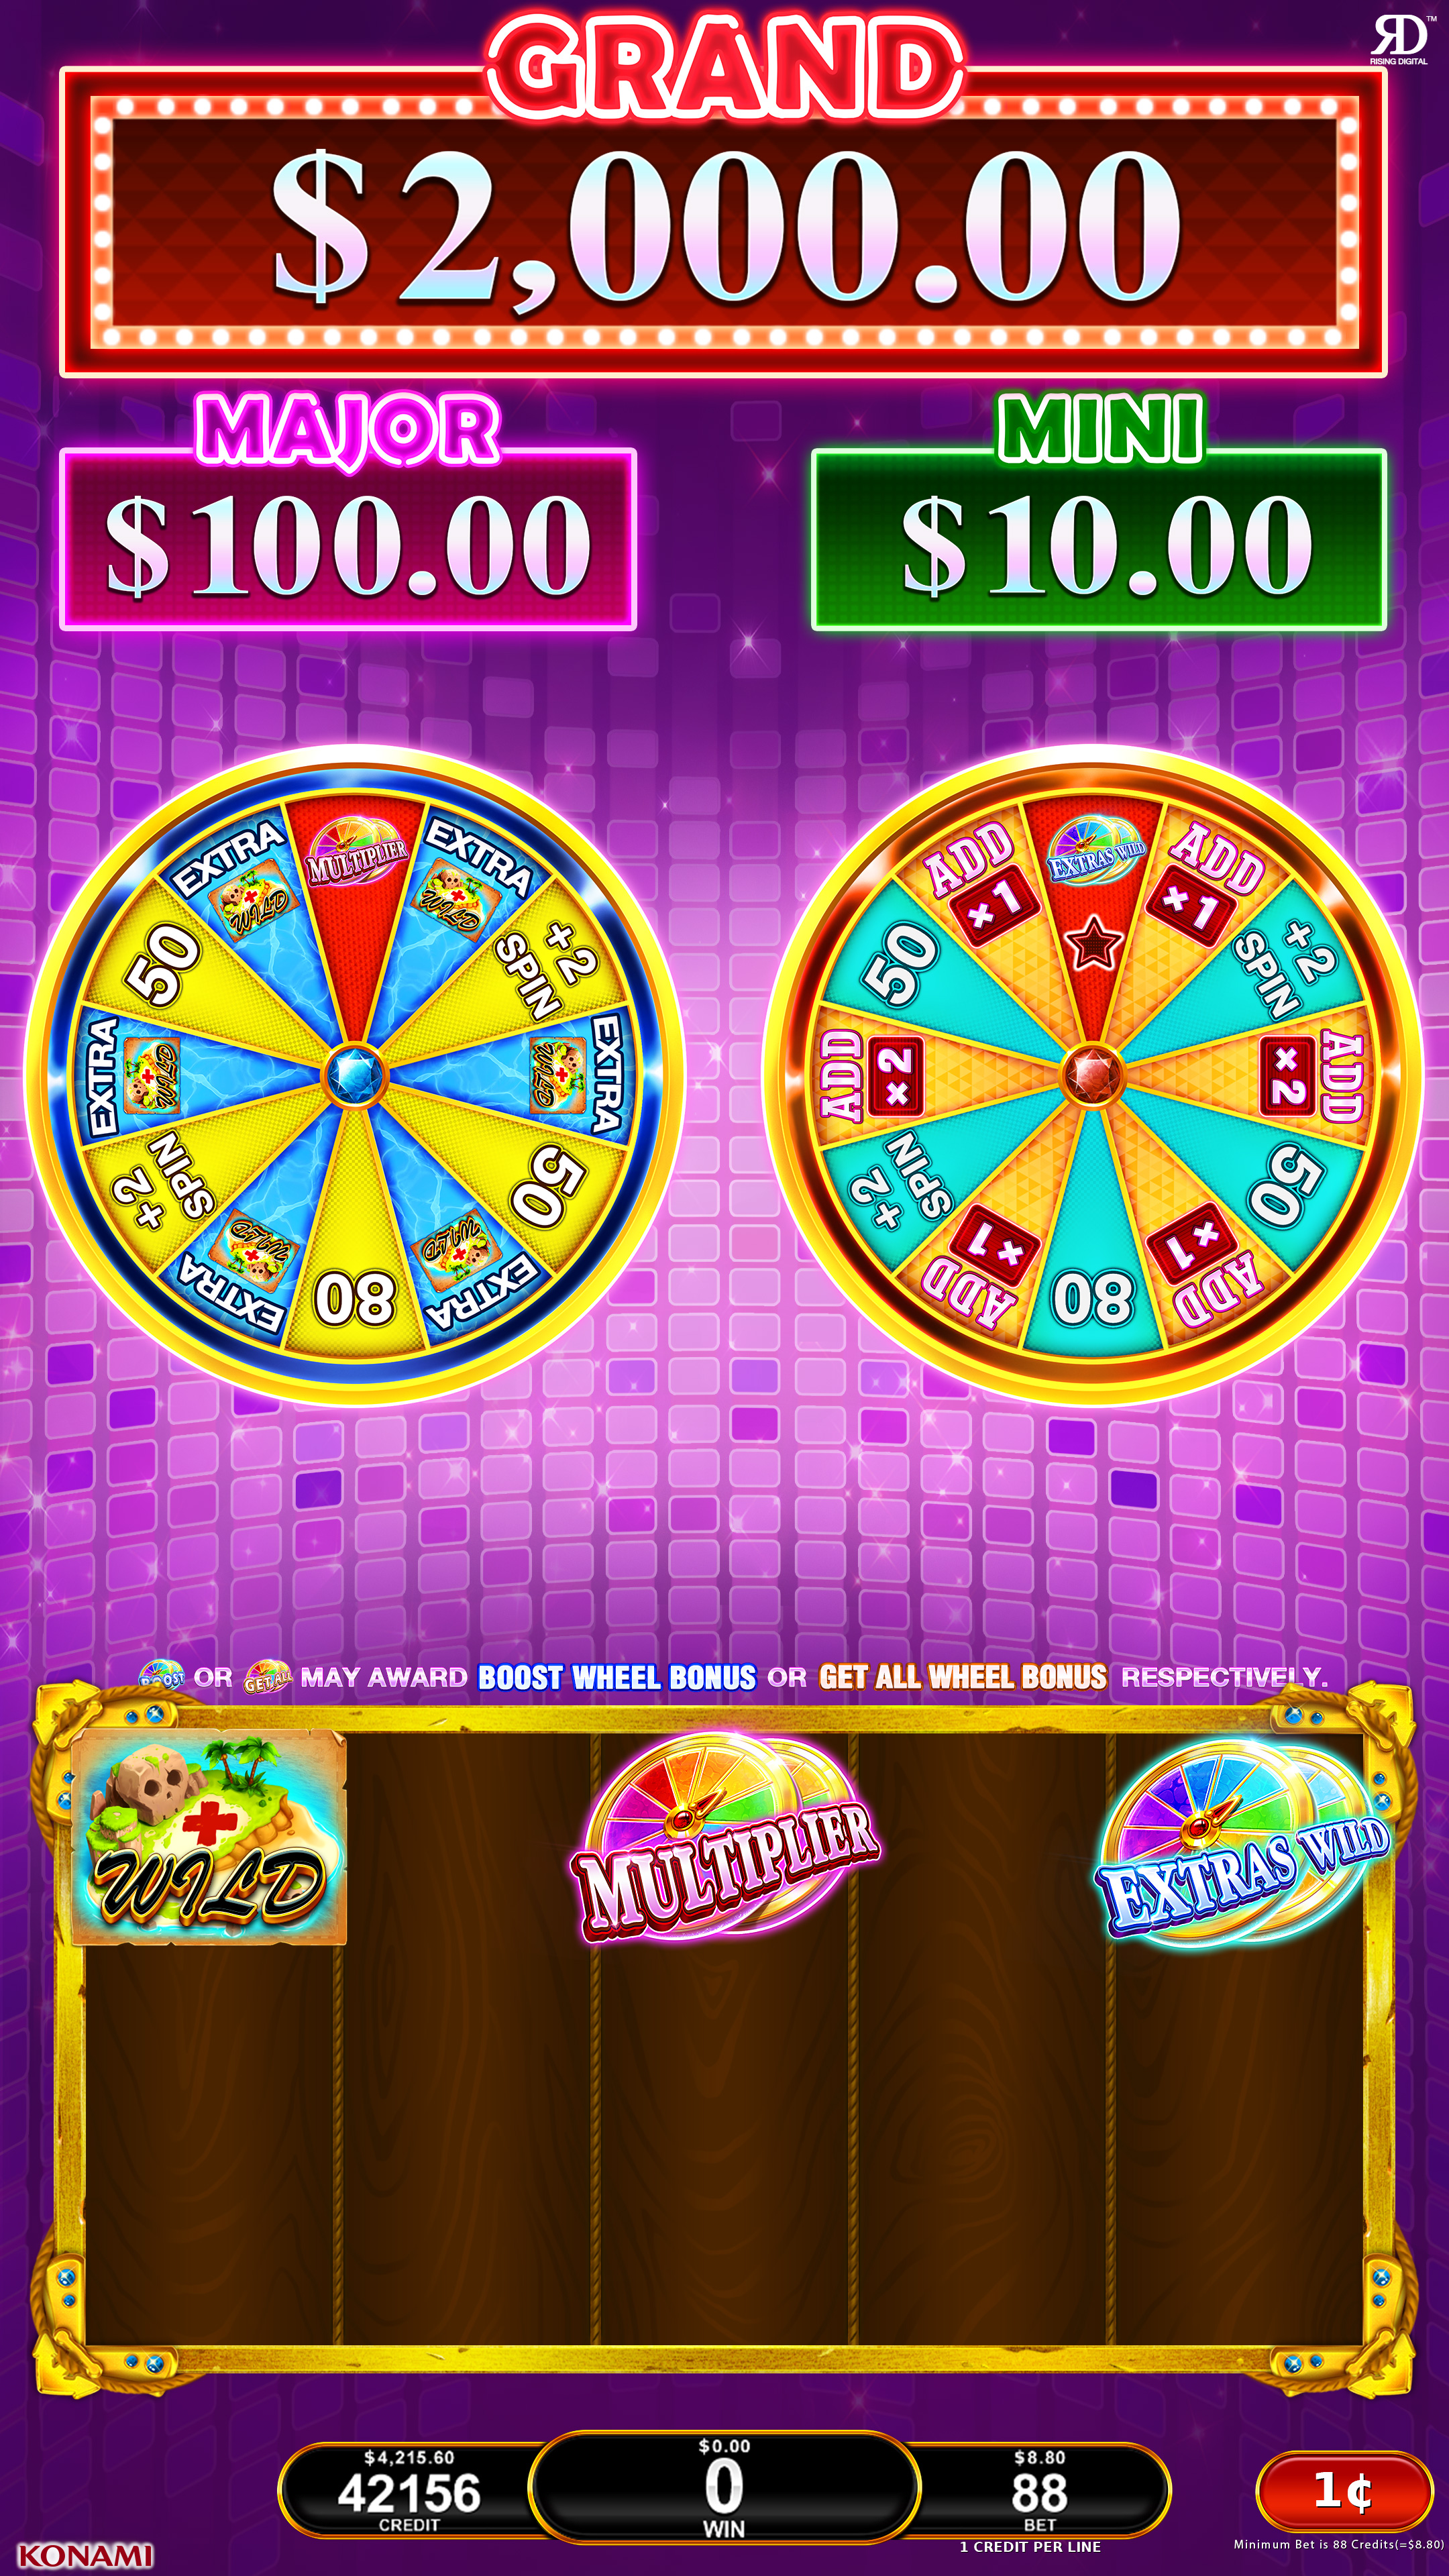 GRAND
RD™
RISING DIGITAL
$2,000.00
MAJOR
MINI
$100.00
$10.00
MULTIPLIER
EXTRA WILD
+2 SPIN
EXTRA WILD
50
EXTRA WILD
80
EXTRA WILD
+2 SPIN
EXTRA WILD
50
EXTRA WILD
EXTRAS WILD
ADD ×1
+2 SPIN
ADD ×2
50
ADD ×1
80
ADD ×1
+2 SPIN
ADD ×2
50
ADD ×1
BOOST OR GET ALL MAY AWARD BOOST WHEEL BONUS OR GET ALL WHEEL BONUS RESPECTIVELY.
WILD
MULTIPLIER
EXTRAS WILD
$4,215.60
42156
CREDIT
$0.00
0
WIN
$8.80
88
BET
1 CREDIT PER LINE
1¢
Minimum Bet is 88 Credits(=$8.80)
KONAMI